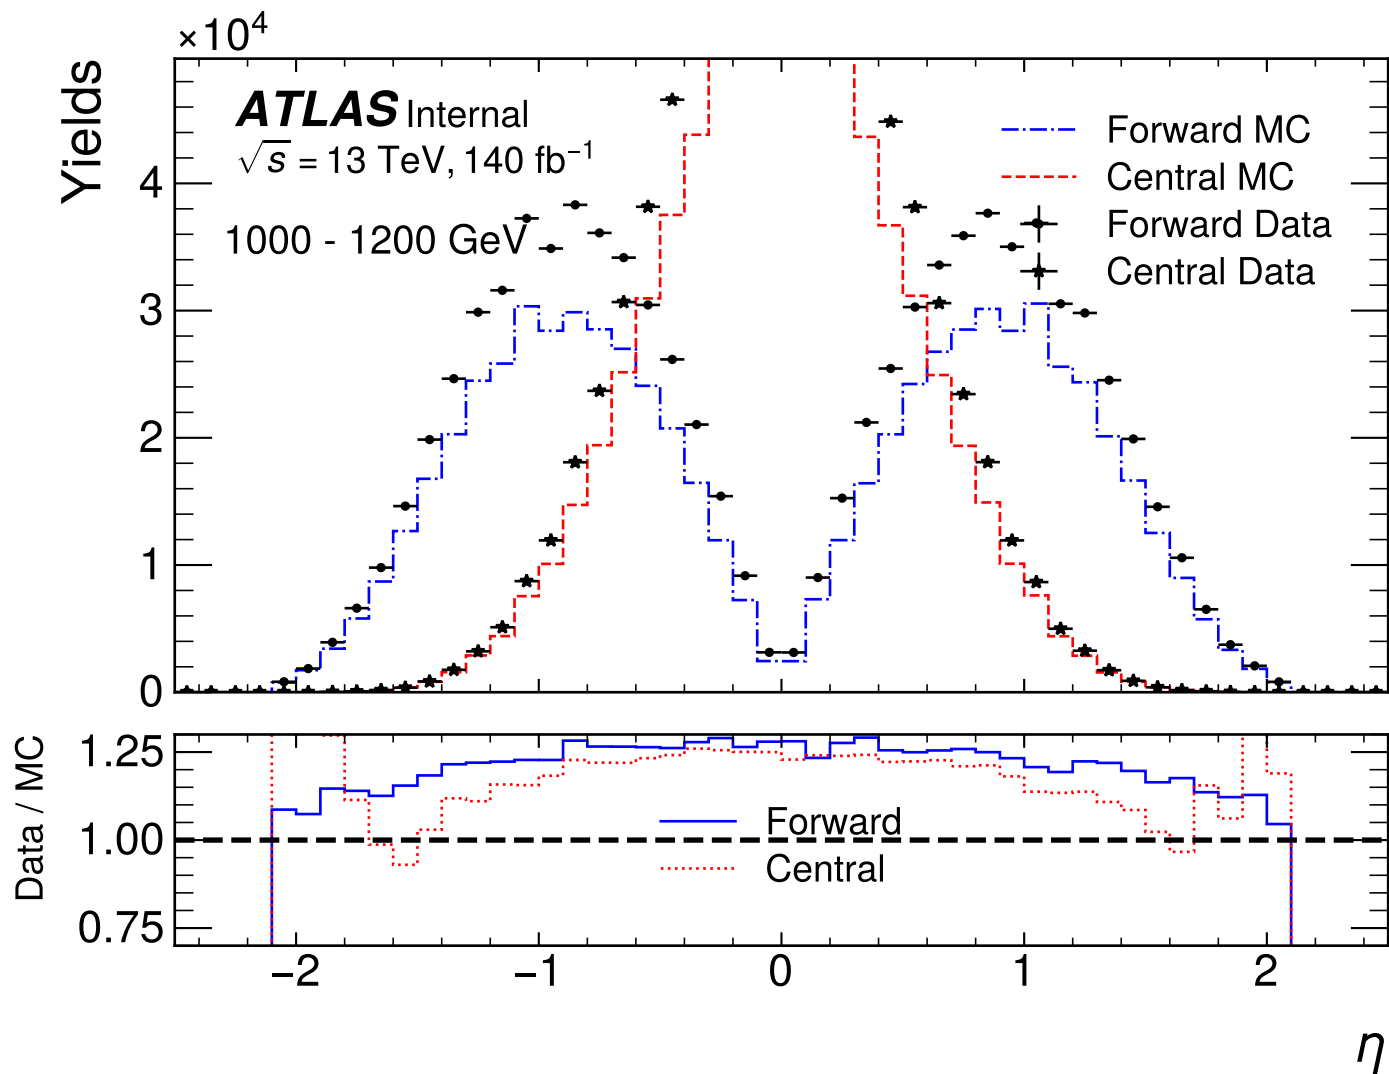 ×10⁴
Yields
ATLAS Internal
√s = 13 TeV, 140 fb⁻¹
1000 - 1200 GeV
Forward MC
Central MC
Forward Data
Central Data
4
3
2
1
0
Data / MC
1.25
1.00
0.75
Forward
Central
−2
−1
0
1
2
η